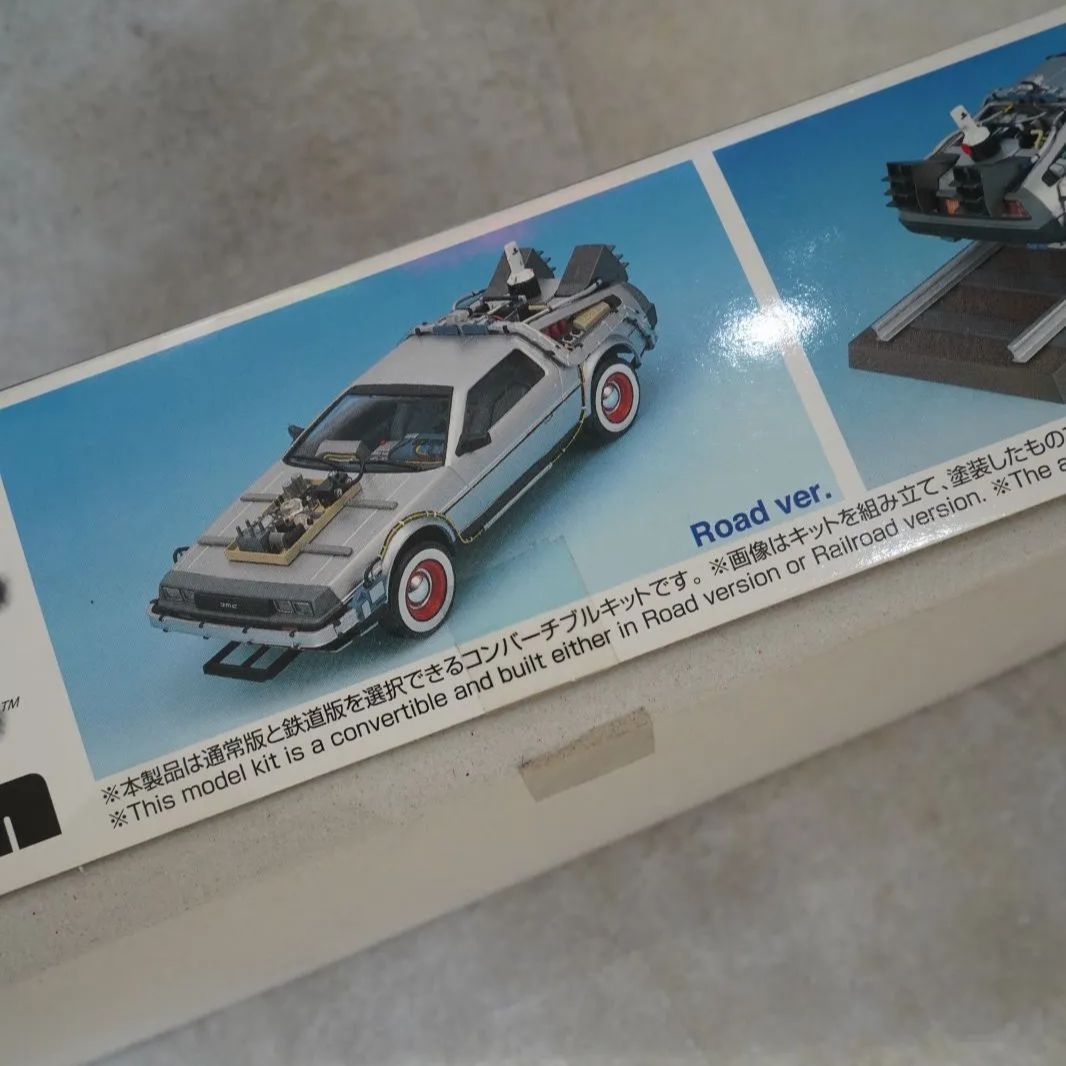 Road ver.
※本製品は通常版と鉄道版を選択できるコンバーチブルキットです。※画像はキットを組み立て、塗装したもので
※This model kit is a convertible and built either in Road version or Railroad version. ※The a
TM
DMC